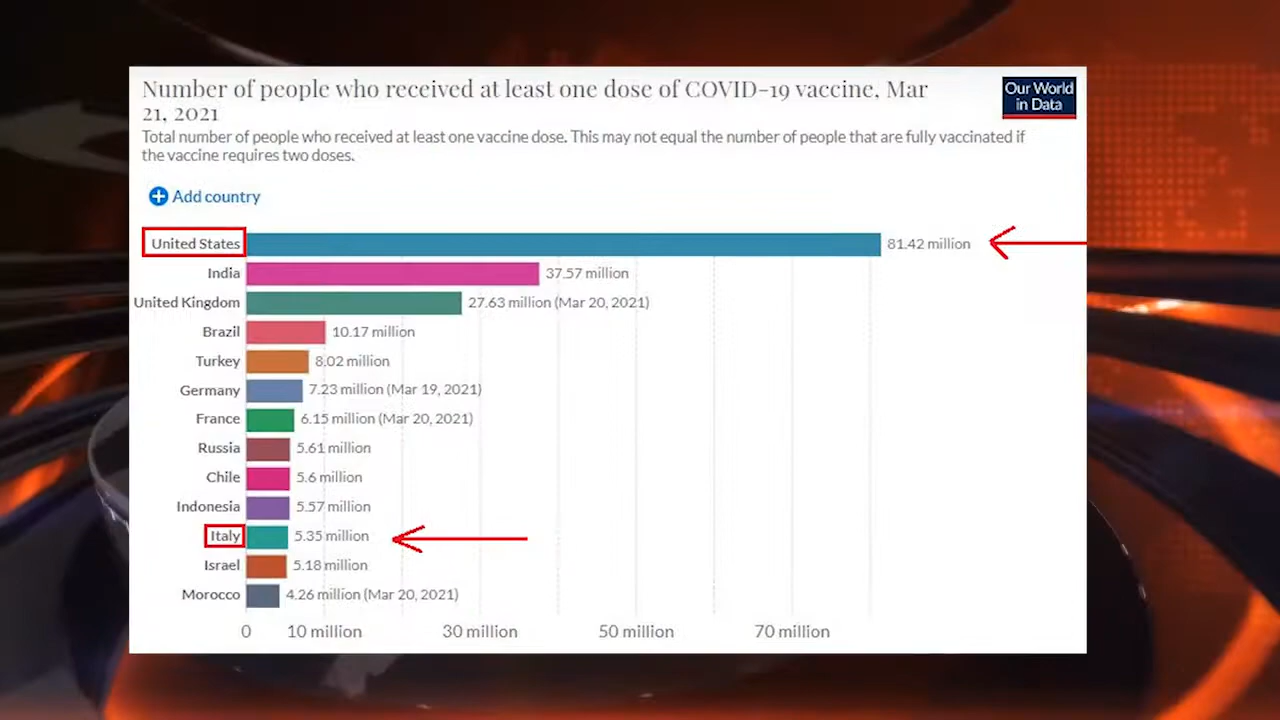 Number of people who received at least one dose of COVID-19 vaccine, Mar
21, 2021
Our World
in Data
Total number of people who received at least one vaccine dose. This may not equal the number of people that are fully vaccinated if
the vaccine requires two doses.
Add country
United States 81.42 million
India 37.57 million
United Kingdom 27.63 million (Mar 20, 2021)
Brazil 10.17 million
Turkey 8.02 million
Germany 7.23 million (Mar 19, 2021)
France 6.15 million (Mar 20, 2021)
Russia 5.61 million
Chile 5.6 million
Indonesia 5.57 million
Italy 5.35 million
Israel 5.18 million
Morocco 4.26 million (Mar 20, 2021)
0 10 million 30 million 50 million 70 million